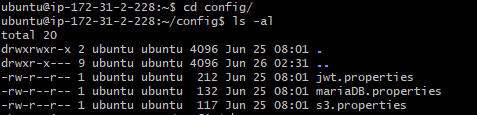 ubuntu@ip-172-31-2-228:~$ cd config/
ubuntu@ip-172-31-2-228:~/config$ ls -al
total 20
drwxrwxr-x 2 ubuntu ubuntu 4096 Jun 25 08:01 .
drwxr-x--- 9 ubuntu ubuntu 4096 Jun 26 02:31 ..
-rw-r--r-- 1 ubuntu ubuntu  212 Jun 25 08:01 jwt.properties
-rw-r--r-- 1 ubuntu ubuntu  132 Jun 25 08:01 mariaDB.properties
-rw-r--r-- 1 ubuntu ubuntu  117 Jun 25 08:01 s3.properties